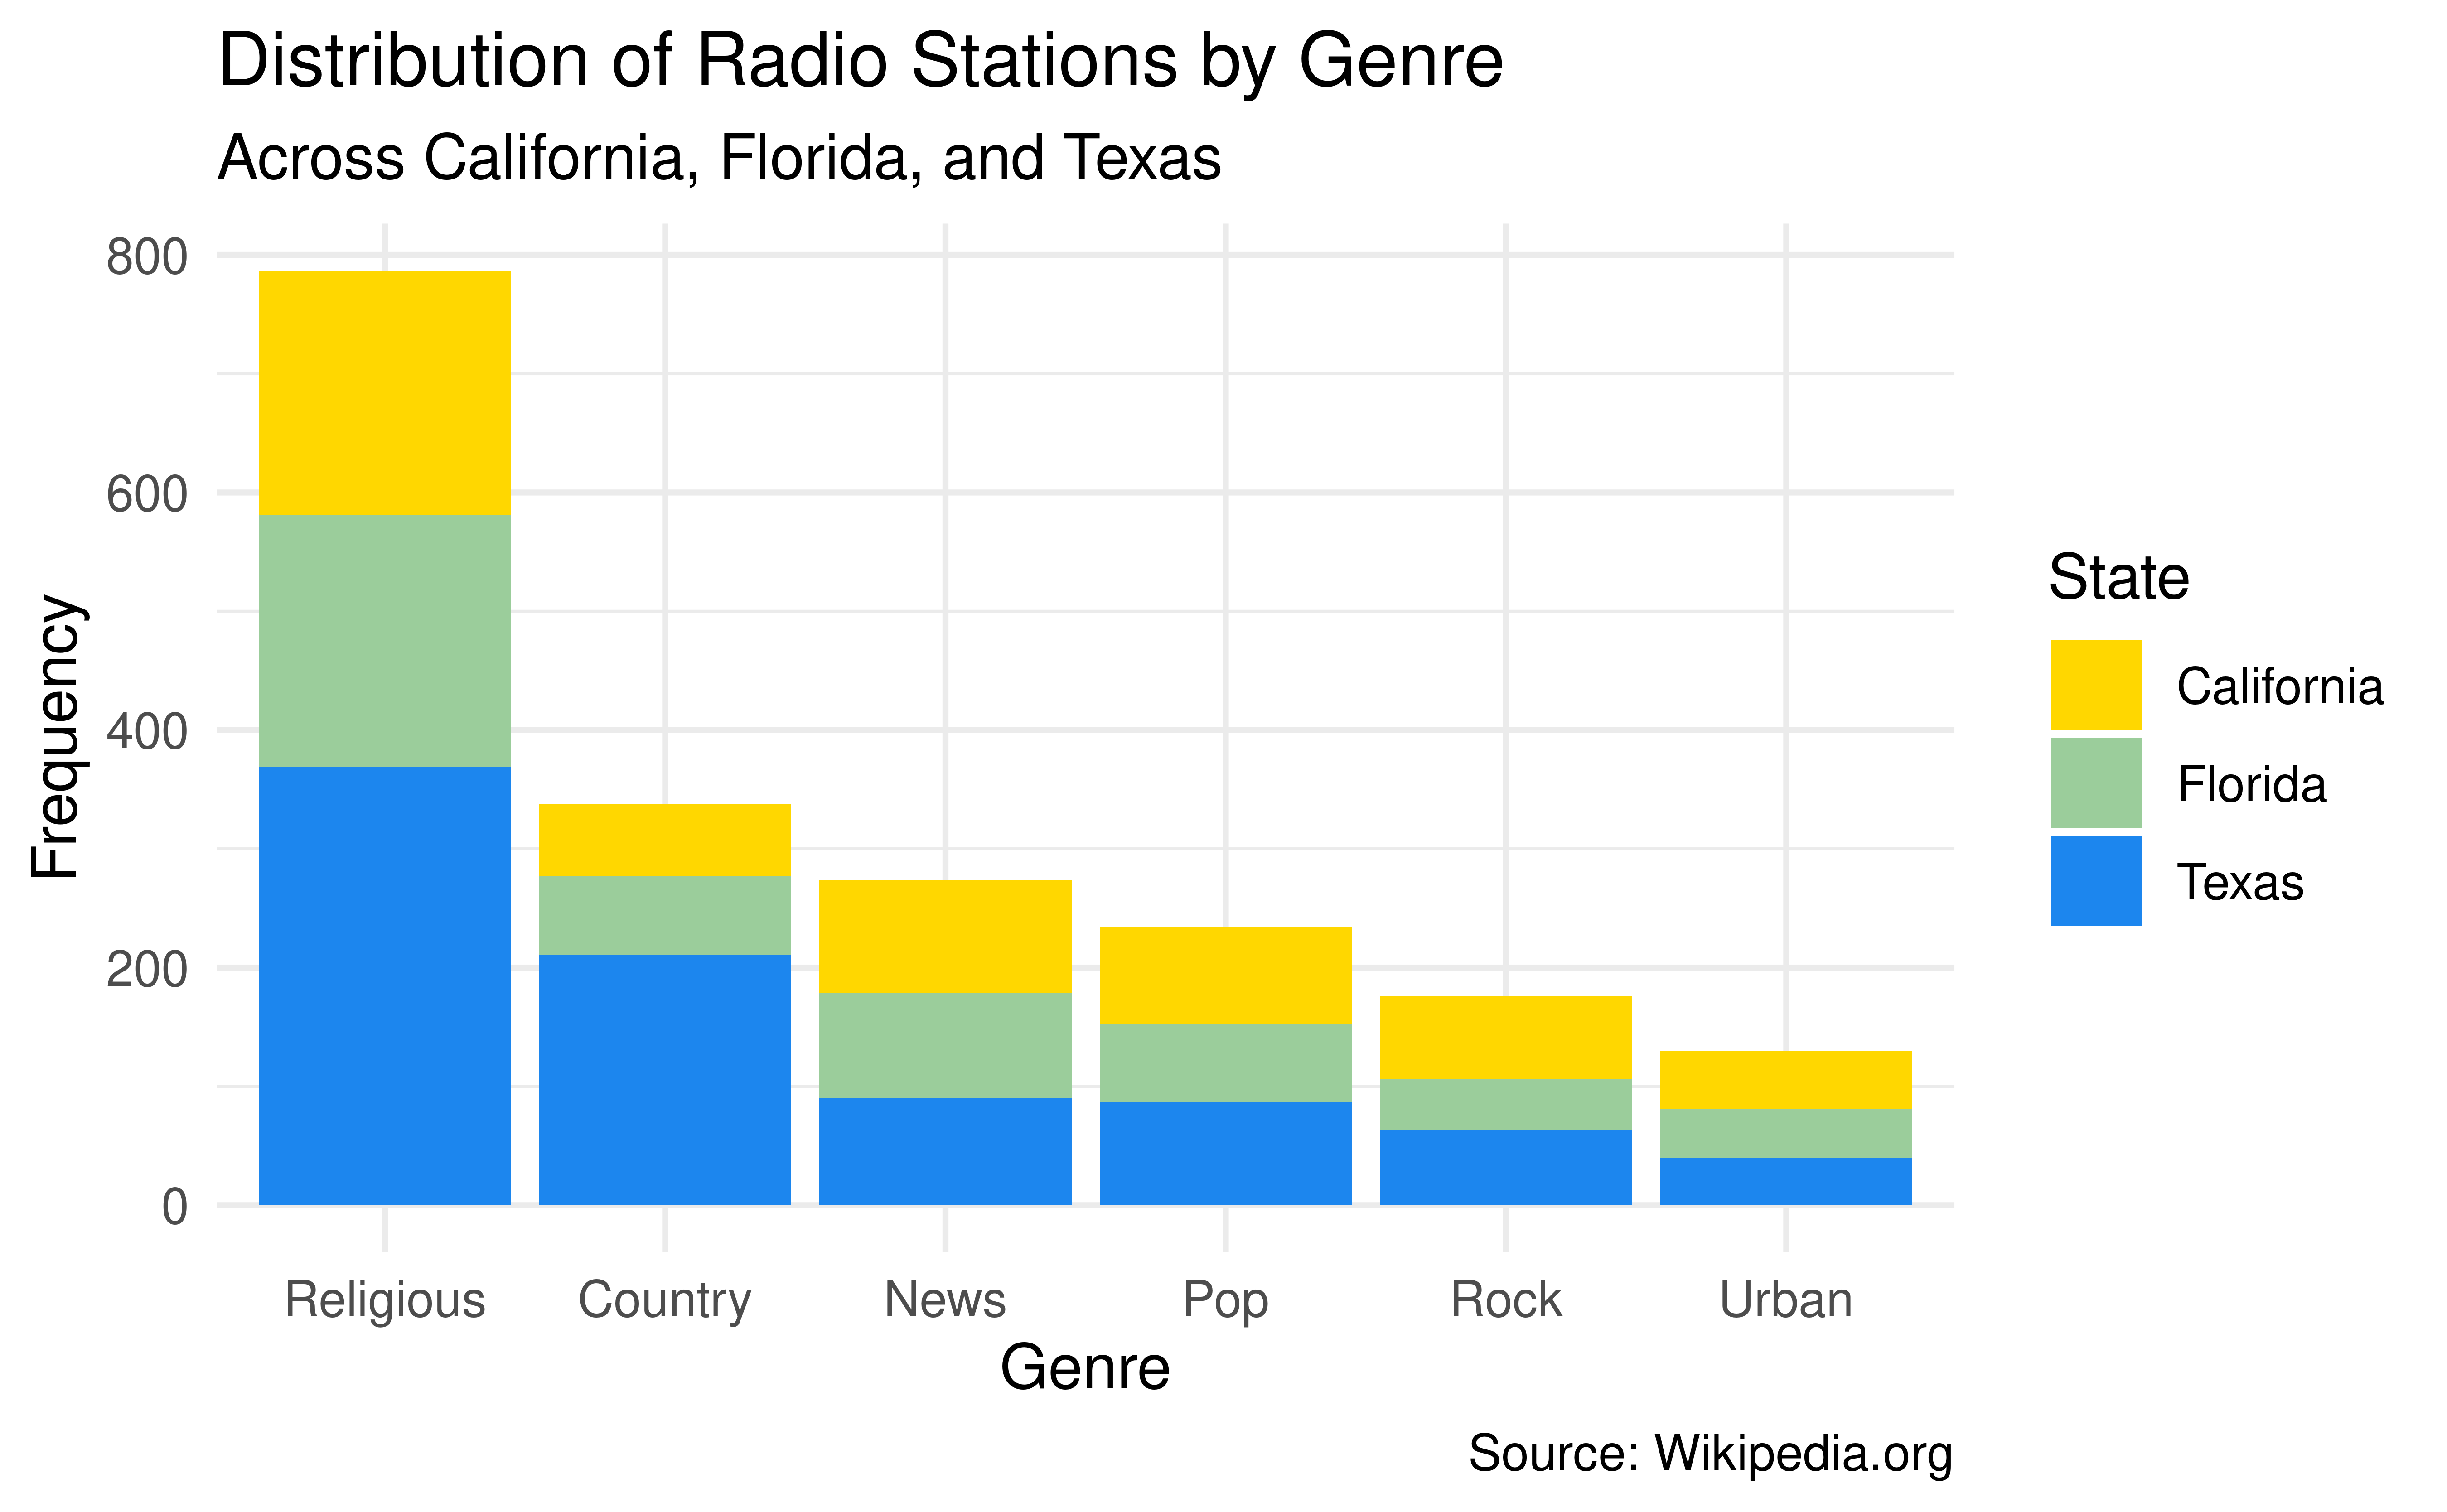 Distribution of Radio Stations by Genre
Across California, Florida, and Texas
Frequency
800
600
400
200
0
Religious
Country
News
Pop
Rock
Urban
Genre
State
California
Florida
Texas
Source: Wikipedia.org